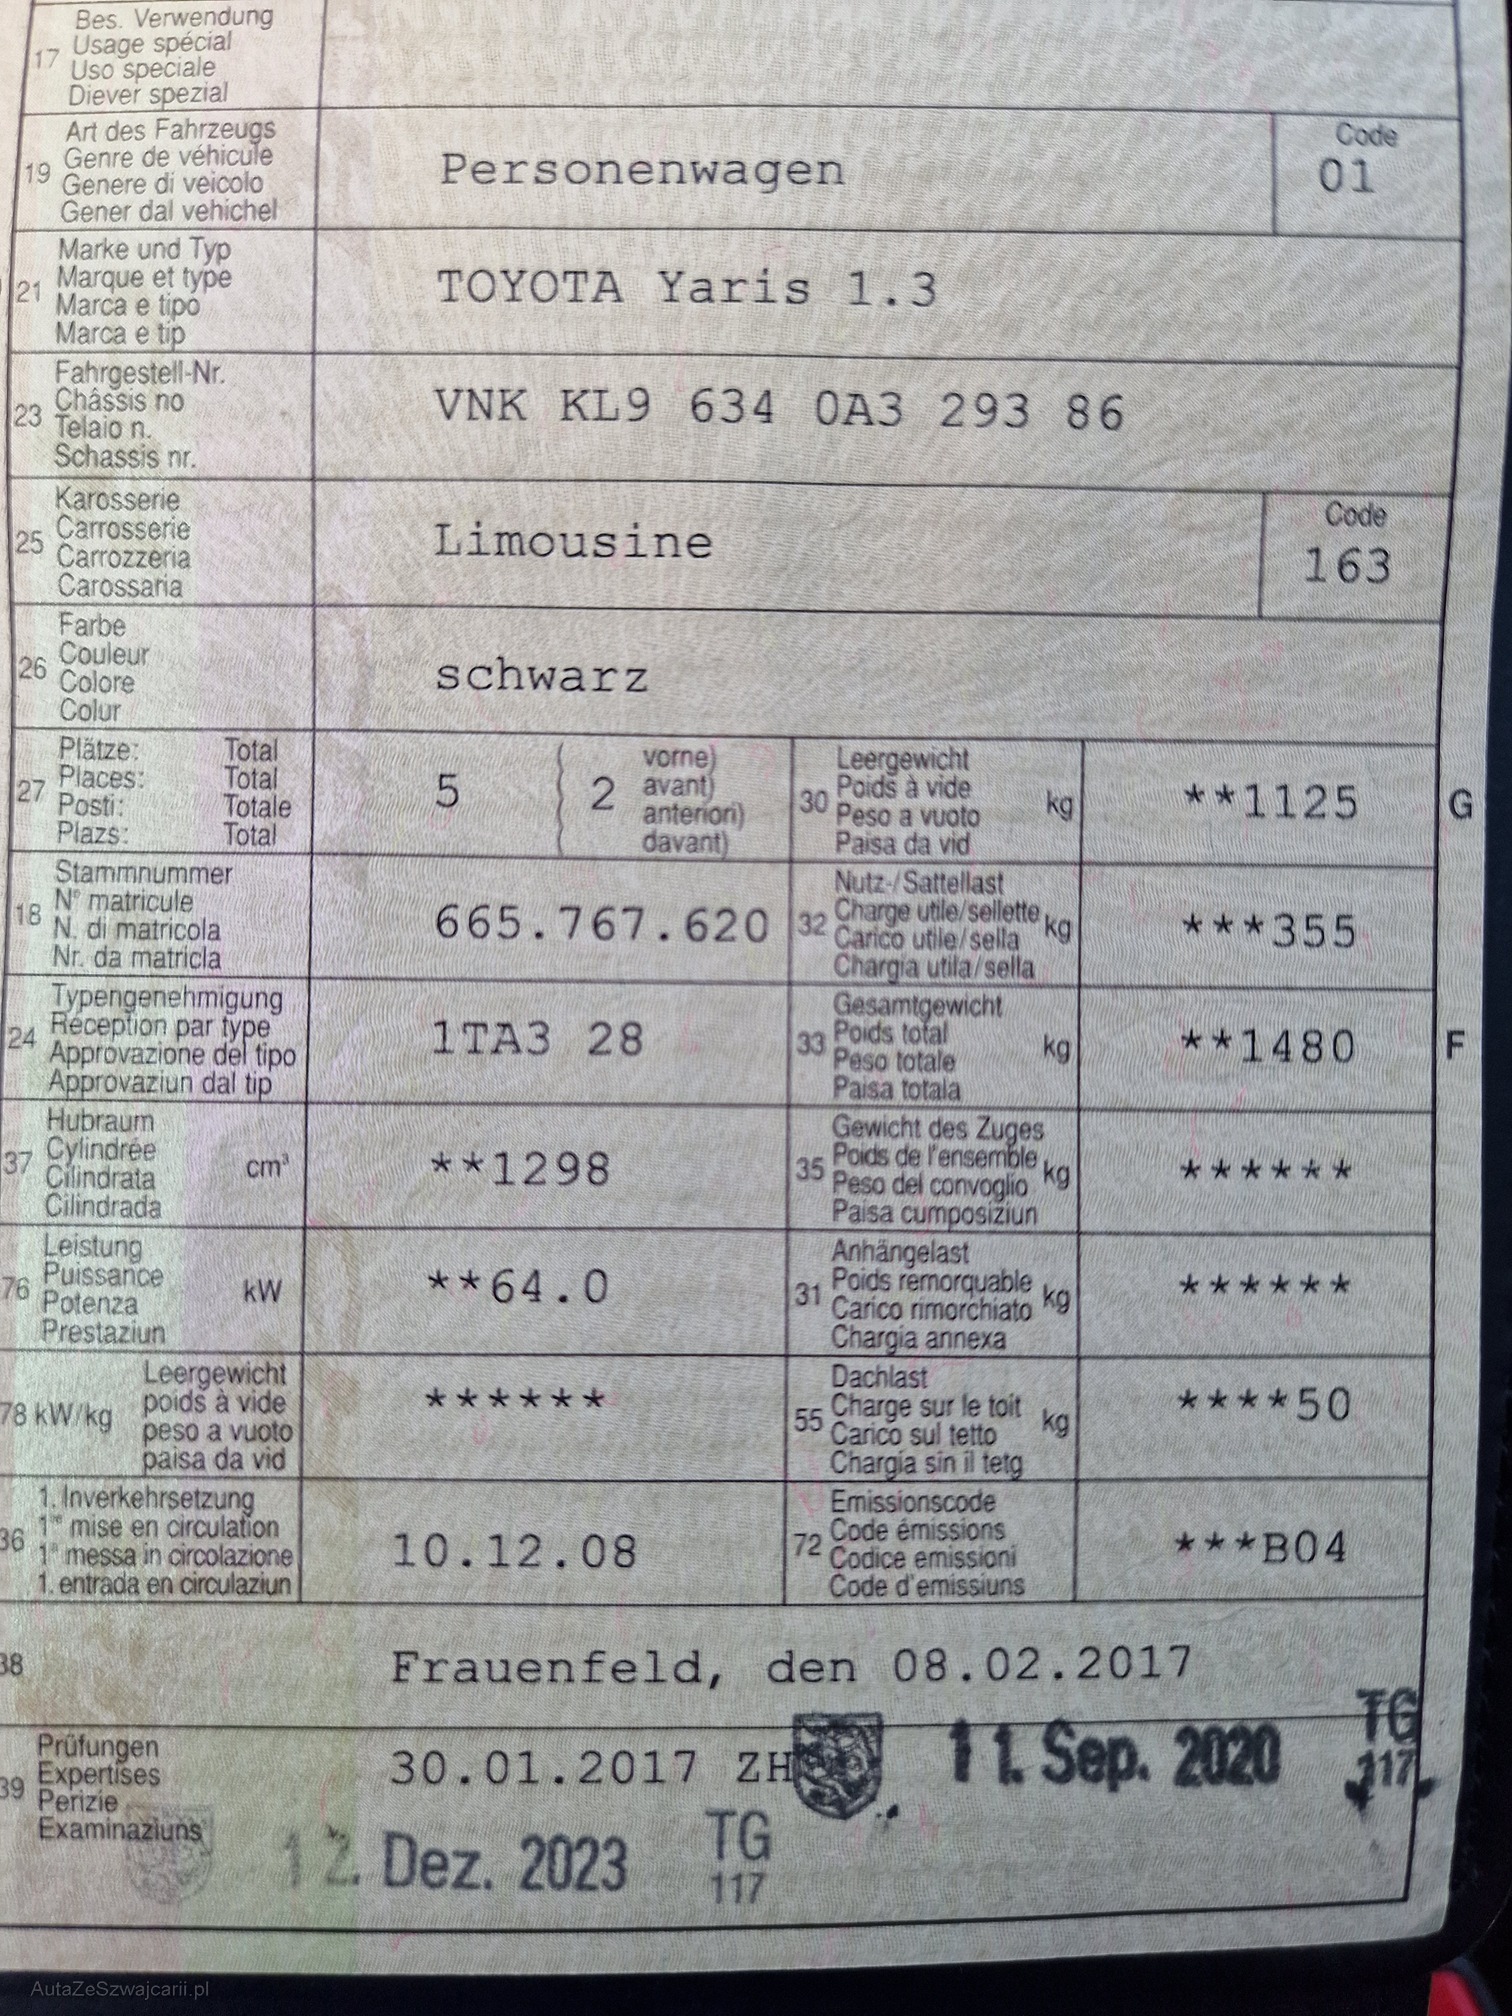 17 Bes. Verwendung
Usage spécial
Uso speciale
Diever spezial
19 Art des Fahrzeugs
Genre de véhicule
Genere di veicolo
Gener dal vehichel
Personenwagen
Code
01
21 Marke und Typ
Marque et type
Marca e tipo
Marca e tip
TOYOTA Yaris 1.3
23 Fahrgestell-Nr.
Châssis no
Telaio n.
Schassis nr.
VNK KL9 634 0A3 293 86
25 Karosserie
Carrosserie
Carrozzeria
Carossaria
Limousine
Code
163
26 Farbe
Couleur
Colore
Colur
schwarz
27 Plätze: Total
Places: Total
Posti: Totale
Plazs: Total
5 2
vorne)
avant)
anteriori)
davant)
30 Leergewicht
Poids à vide
Peso a vuoto
Paisa da vid
kg
**1125
G
18 Stammnummer
N° matricule
N. di matricola
Nr. da matricla
665.767.620
32 Nutz-/Sattellast
Charge utile/sellette
Carico utile/sella
Chargia utila/sella
kg
***355
24 Typengenehmigung
Réception par type
Approvazione del tipo
Approvaziun dal tip
1TA3 28
33 Gesamtgewicht
Poids total
Peso totale
Paisa totala
kg
**1480
F
37 Hubraum
Cylindrée
Cilindrata
Cilindrada
cm³
**1298
35 Gewicht des Zuges
Poids de l'ensemble
Peso del convoglio
Paisa cumposiziun
kg
******
76 Leistung
Puissance
Potenza
Prestaziun
kW
**64.0
31 Anhängelast
Poids remorquable
Carico rimorchiato
Chargia annexa
kg
******
78 kW/kg
Leergewicht
poids à vide
peso a vuoto
paisa da vid
******
55 Dachlast
Charge sur le toit
Carico sul tetto
Chargia sin il tetg
kg
****50
36 1. Inverkehrsetzung
1re mise en circulation
1a messa in circolazione
1. entrada en circulaziun
10.12.08
72 Emissionscode
Code émissions
Codice emissioni
Code d'emissiuns
***B04
38
Frauenfeld, den 08.02.2017
39 Prüfungen
Expertises
Perizie
Examinaziuns
30.01.2017 ZH
11. Sep. 2020
TG
117
12. Dez. 2023
TG
117
AutaZeSzwajcarii.pl